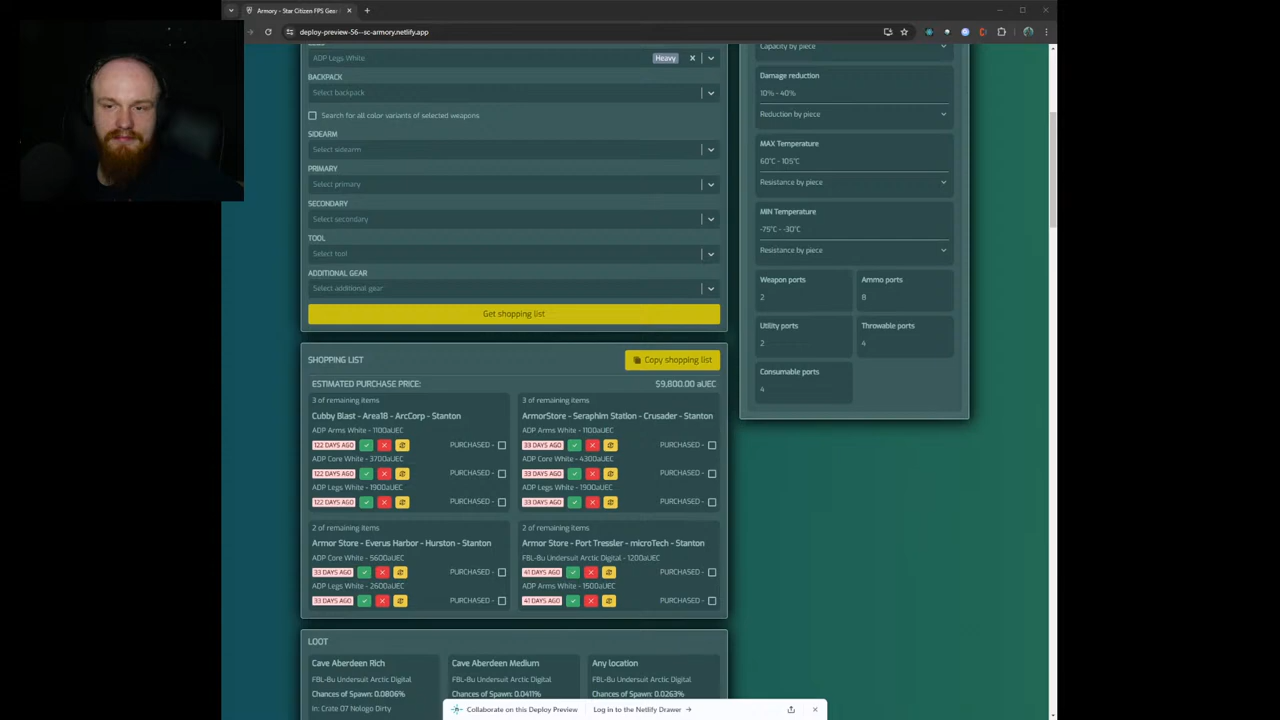 Armory - Star Citizen FPS Gea
deploy-preview-56--sc-armory.netlify.app
ADP Legs White
Heavy
BACKPACK
Select backpack
Search for all color variants of selected weapons
SIDEARM
Select sidearm
PRIMARY
Select primary
SECONDARY
Select secondary
TOOL
Select tool
ADDITIONAL GEAR
Select additional gear
Get shopping list
Capacity by piece
Damage reduction
10% - 40%
Reduction by piece
MAX Temperature
60°C - 105°C
Resistance by piece
MIN Temperature
-75°C - -30°C
Resistance by piece
Weapon ports
2
Ammo ports
8
Utility ports
2
Throwable ports
4
Consumable ports
4
SHOPPING LIST
Copy shopping list
ESTIMATED PURCHASE PRICE:
$9,800.00 aUEC
3 of remaining items
Cubby Blast - Area18 - ArcCorp - Stanton
ADP Arms White - 1100aUEC
122 DAYS AGO
PURCHASED -
ADP Core White - 3700aUEC
122 DAYS AGO
PURCHASED -
ADP Legs White - 1900aUEC
122 DAYS AGO
PURCHASED -
3 of remaining items
ArmorStore - Seraphim Station - Crusader - Stanton
ADP Arms White - 1100aUEC
33 DAYS AGO
PURCHASED -
ADP Core White - 4300aUEC
33 DAYS AGO
PURCHASED -
ADP Legs White - 1900aUEC
33 DAYS AGO
PURCHASED -
2 of remaining items
Armor Store - Everus Harbor - Hurston - Stanton
ADP Core White - 5600aUEC
33 DAYS AGO
PURCHASED -
ADP Legs White - 2600aUEC
33 DAYS AGO
PURCHASED -
2 of remaining items
Armor Store - Port Tressler - microTech - Stanton
FBL-8u Undersuit Arctic Digital - 1200aUEC
41 DAYS AGO
PURCHASED -
ADP Arms White - 1500aUEC
41 DAYS AGO
PURCHASED -
LOOT
Cave Aberdeen Rich
FBL-8u Undersuit Arctic Digital
Chances of Spawn: 0.0806%
In: Crate 07 Nologo Dirty
Cave Aberdeen Medium
FBL-8u Undersuit Arctic Digital
Chances of Spawn: 0.0411%
Any location
FBL-8u Undersuit Arctic Digital
Chances of Spawn: 0.0263%
Collaborate on this Deploy Preview
Log in to the Netlify Drawer →